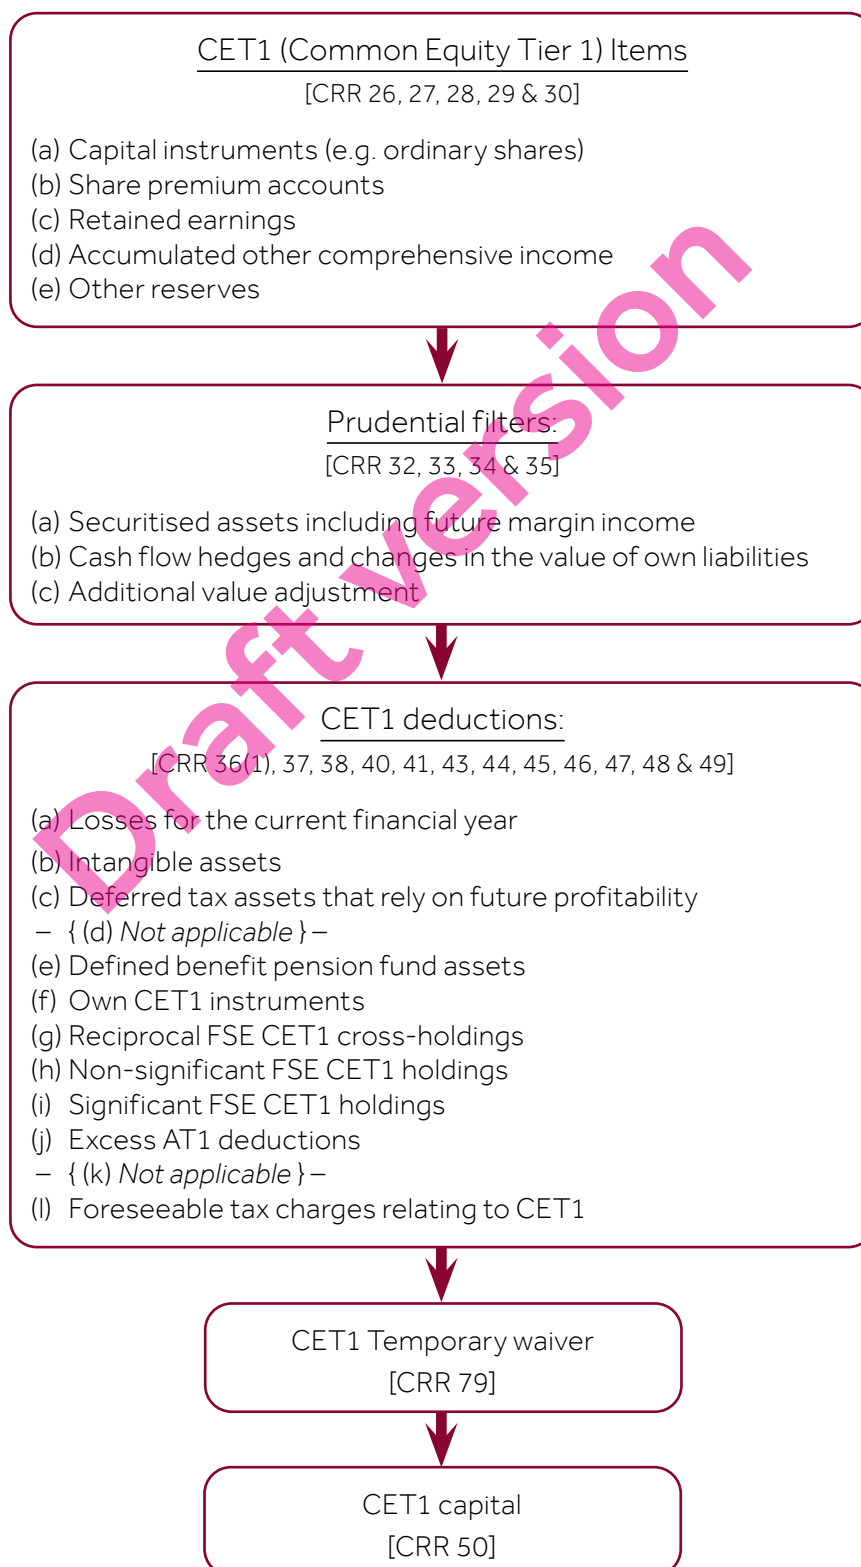 CET1 (Common Equity Tier 1) Items
[CRR 26, 27, 28, 29 & 30]
(a) Capital instruments (e.g. ordinary shares)
(b) Share premium accounts
(c) Retained earnings
(d) Accumulated other comprehensive income
(e) Other reserves
Prudential filters:
[CRR 32, 33, 34 & 35]
(a) Securitised assets including future margin income
(b) Cash flow hedges and changes in the value of own liabilities
(c) Additional value adjustment
CET1 deductions:
[CRR 36(1), 37, 38, 40, 41, 43, 44, 45, 46, 47, 48 & 49]
(a) Losses for the current financial year
(b) Intangible assets
(c) Deferred tax assets that rely on future profitability
– { (d) Not applicable } –
(e) Defined benefit pension fund assets
(f) Own CET1 instruments
(g) Reciprocal FSE CET1 cross-holdings
(h) Non-significant FSE CET1 holdings
(i) Significant FSE CET1 holdings
(j) Excess AT1 deductions
– { (k) Not applicable } –
(l) Foreseeable tax charges relating to CET1
CET1 Temporary waiver
[CRR 79]
CET1 capital
[CRR 50]
Draft version